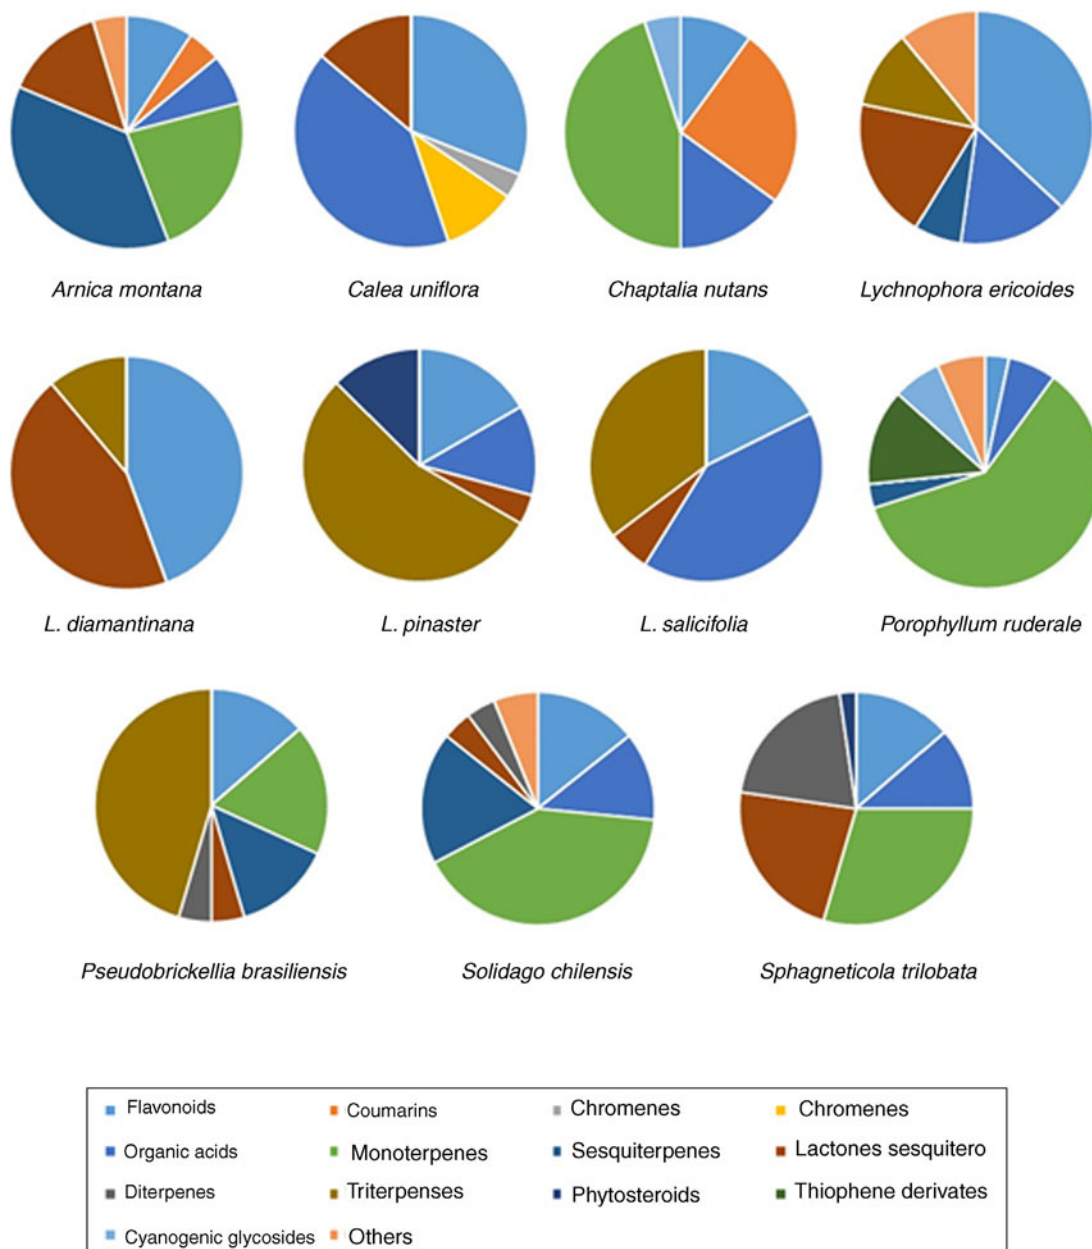 Arnica montana
Calea uniflora
Chaptalia nutans
Lychnophora ericoides
L. diamantinana
L. pinaster
L. salicifolia
Porophyllum ruderale
Pseudobrickellia brasiliensis
Solidago chilensis
Sphagneticola trilobata
Flavonoids
Coumarins
Chromenes
Chromenes
Organic acids
Monoterpenes
Sesquiterpenes
Lactones sesquitero
Diterpenes
Triterpenses
Phytosteroids
Thiophene derivates
Cyanogenic glycosides
Others